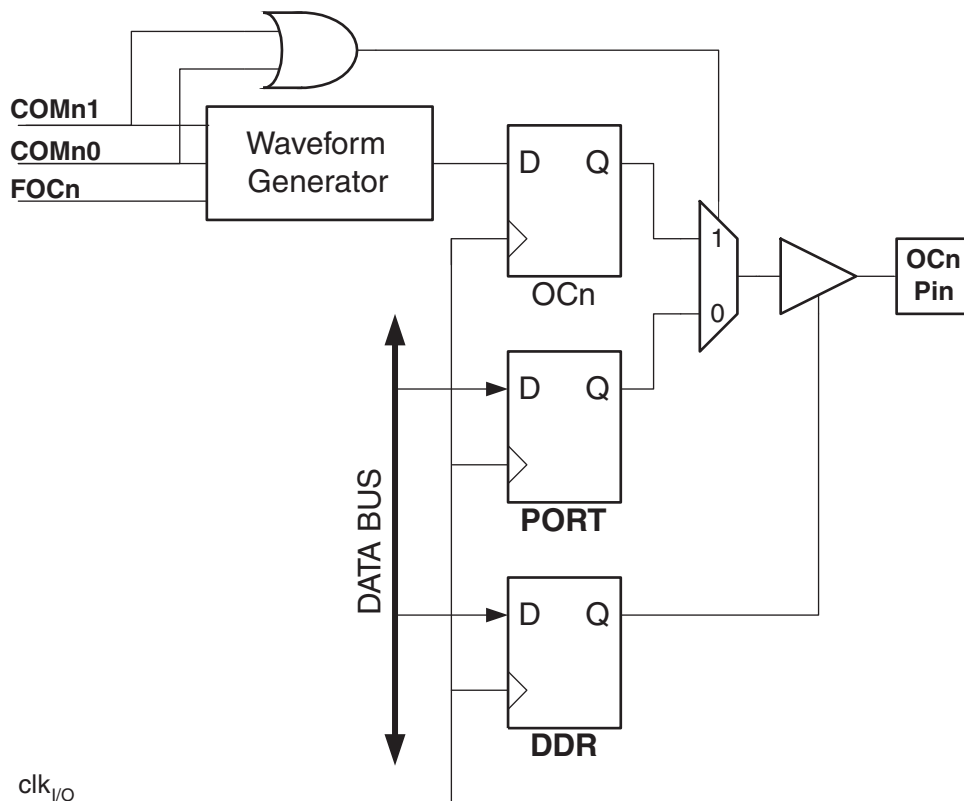 COMn1
COMn0
FOCn
Waveform
Generator
D Q
OCn
1
0
OCn
Pin
D Q
PORT
DATA BUS
D Q
DDR
clkI/O